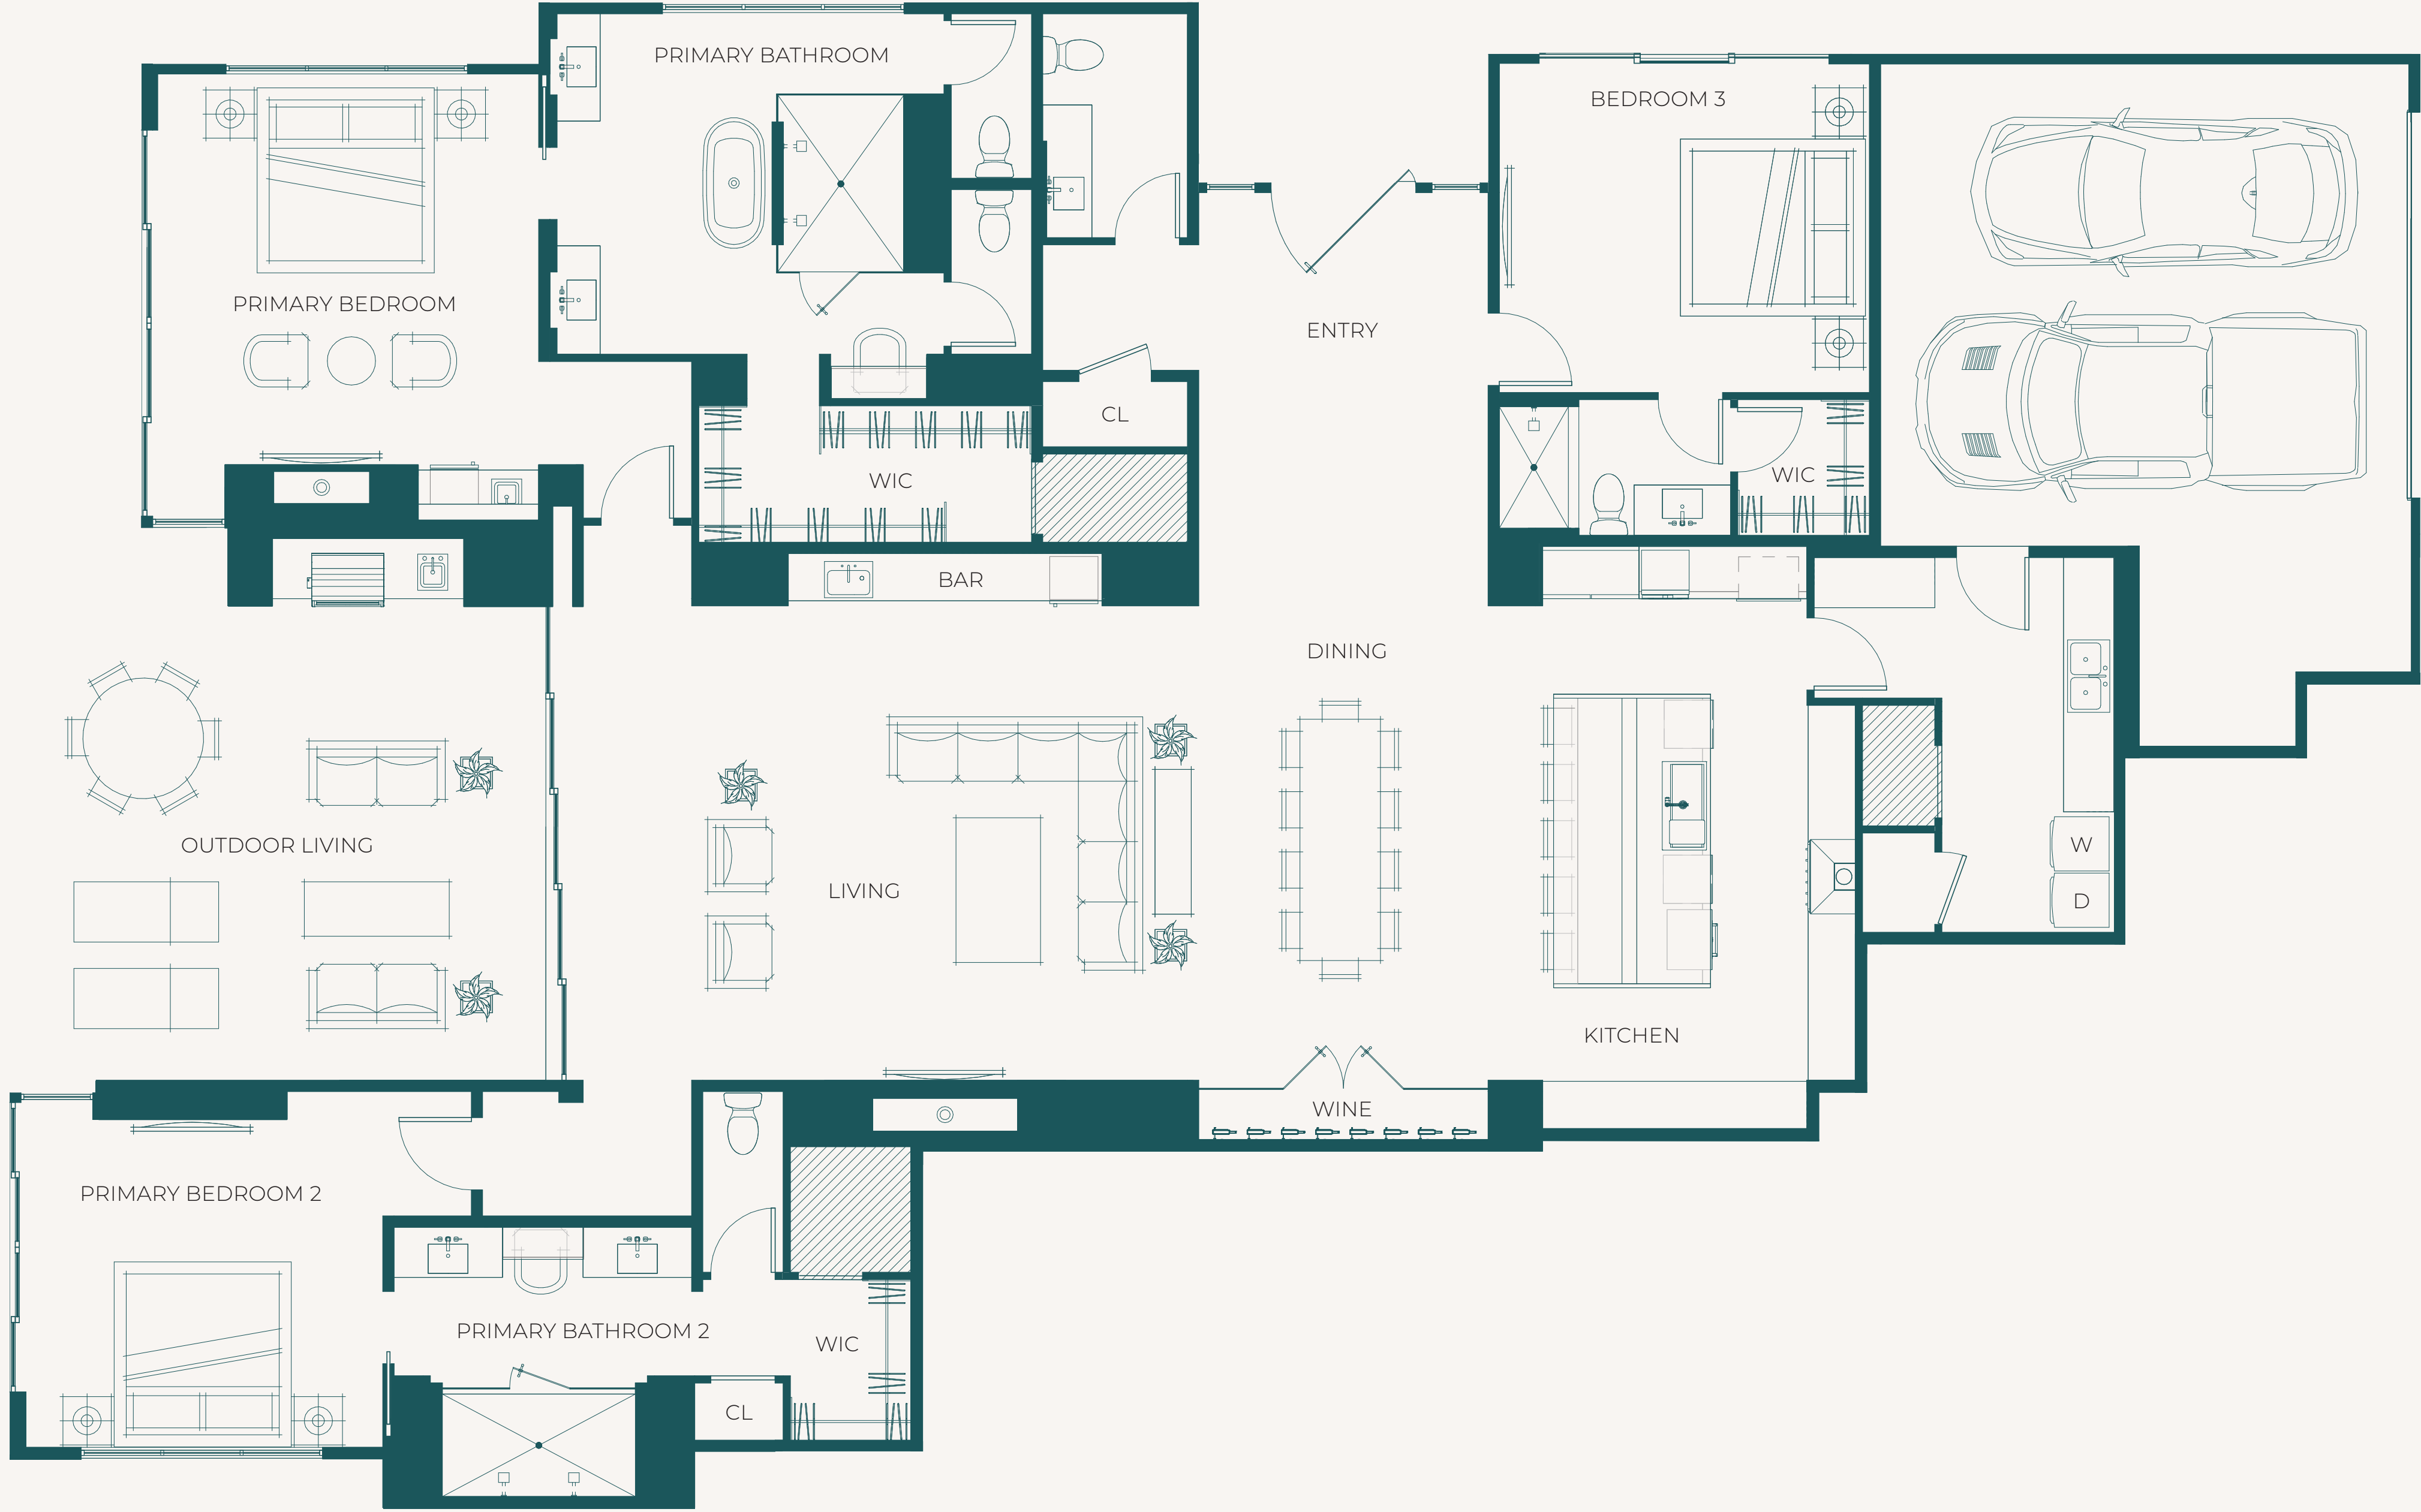 PRIMARY BATHROOM
BEDROOM 3
PRIMARY BEDROOM
ENTRY
CL
WIC
WIC
BAR
DINING
OUTDOOR LIVING
W
LIVING
D
KITCHEN
WINE
PRIMARY BEDROOM 2
PRIMARY BATHROOM 2
WIC
CL